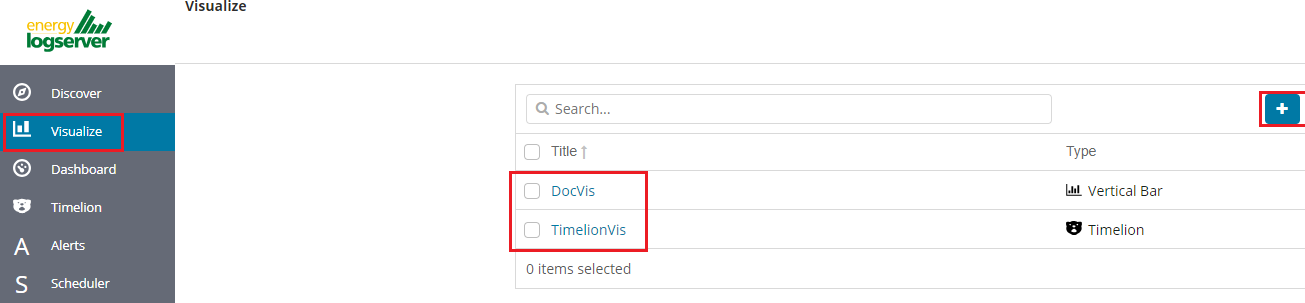 Visualize
energy
logserver
Discover
Visualize
Dashboard
Timelion
A Alerts
S Scheduler
Search...
+
Title ↑ Type
DocVis Vertical Bar
TimelionVis Timelion
0 items selected